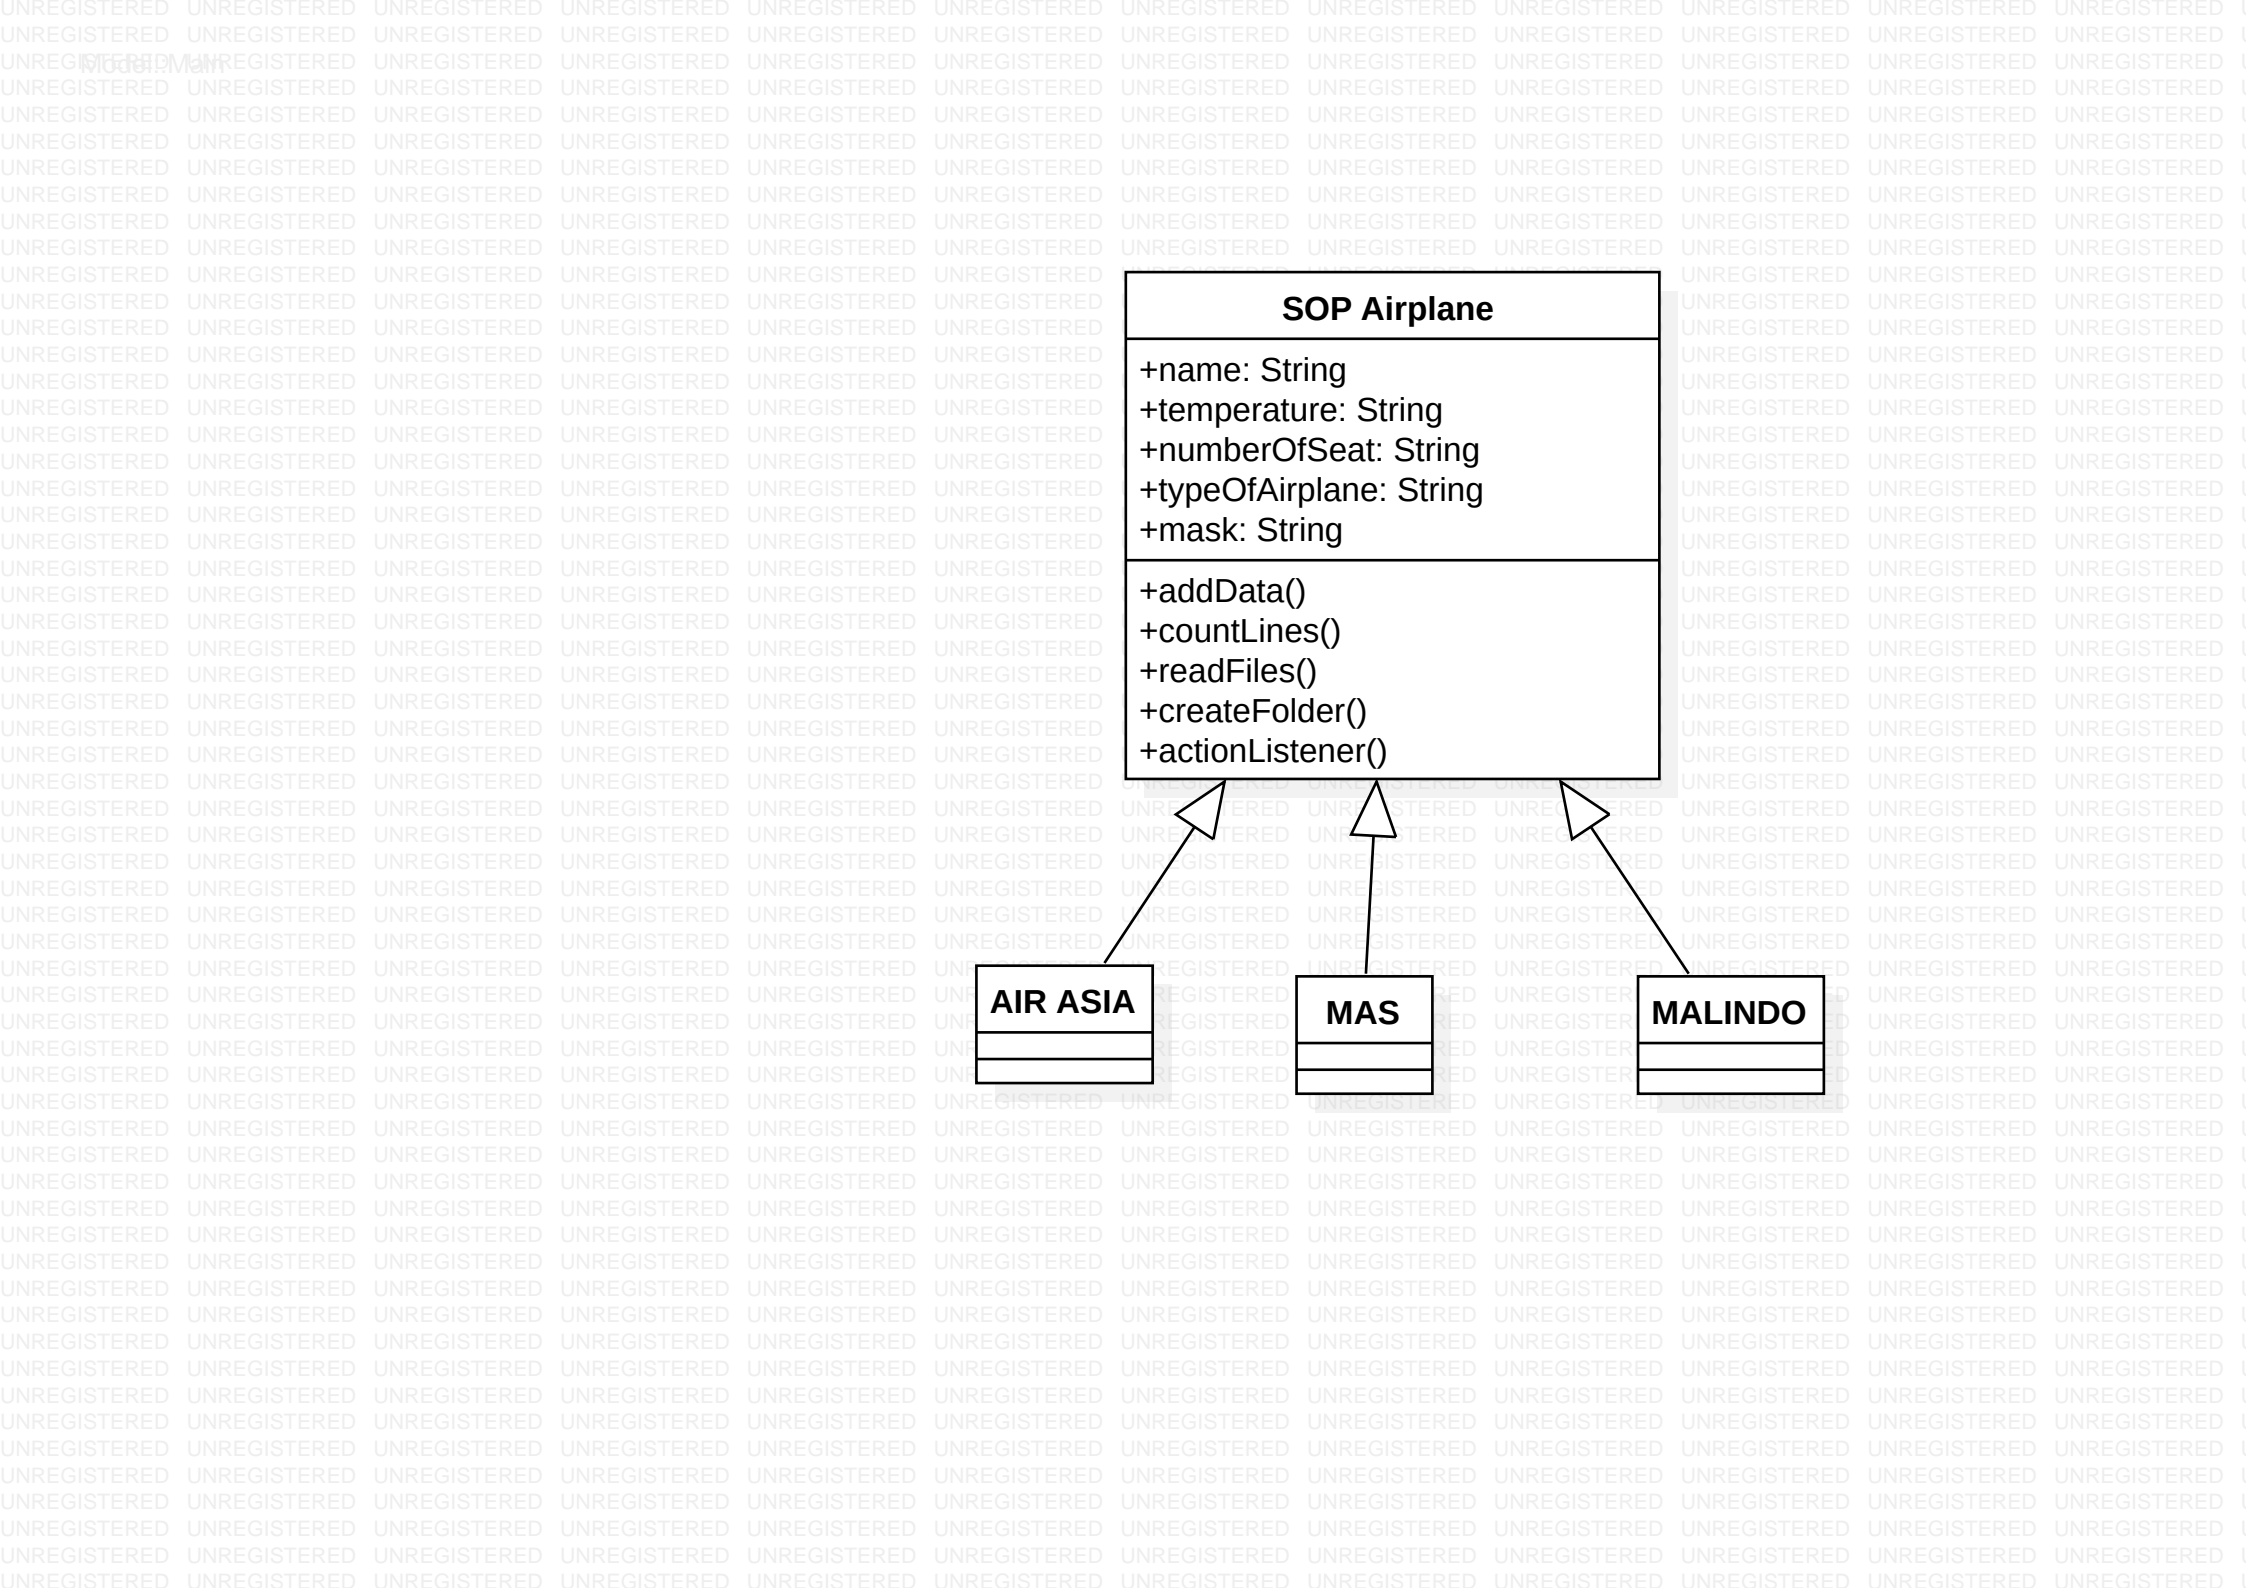 Model::Main
SOP Airplane
+name: String
+temperature: String
+numberOfSeat: String
+typeOfAirplane: String
+mask: String
+addData()
+countLines()
+readFiles()
+createFolder()
+actionListener()
AIR ASIA
MAS
MALINDO
UNREGISTERED